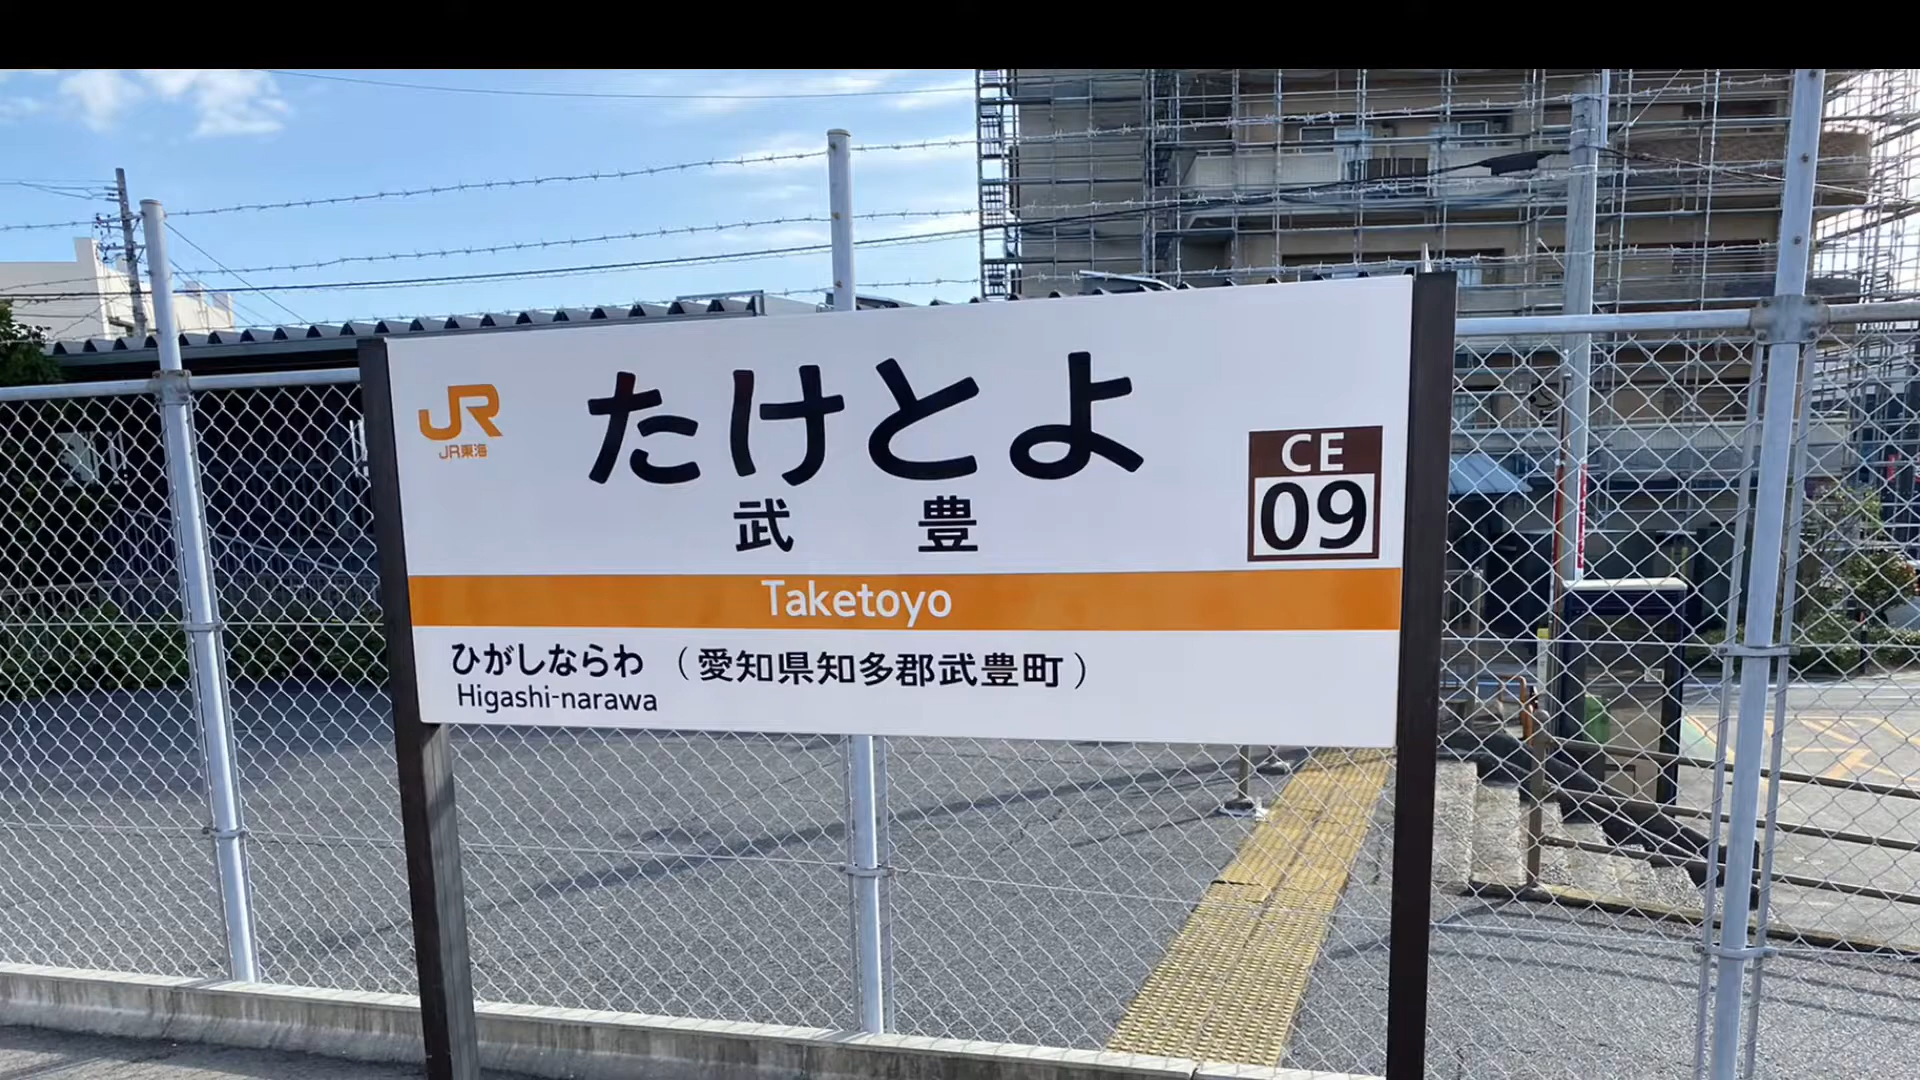 JR
JR東海
たけとよ
武豊
CE
09
Taketoyo
ひがしならわ
Higashi-narawa
（愛知県知多郡武豊町）